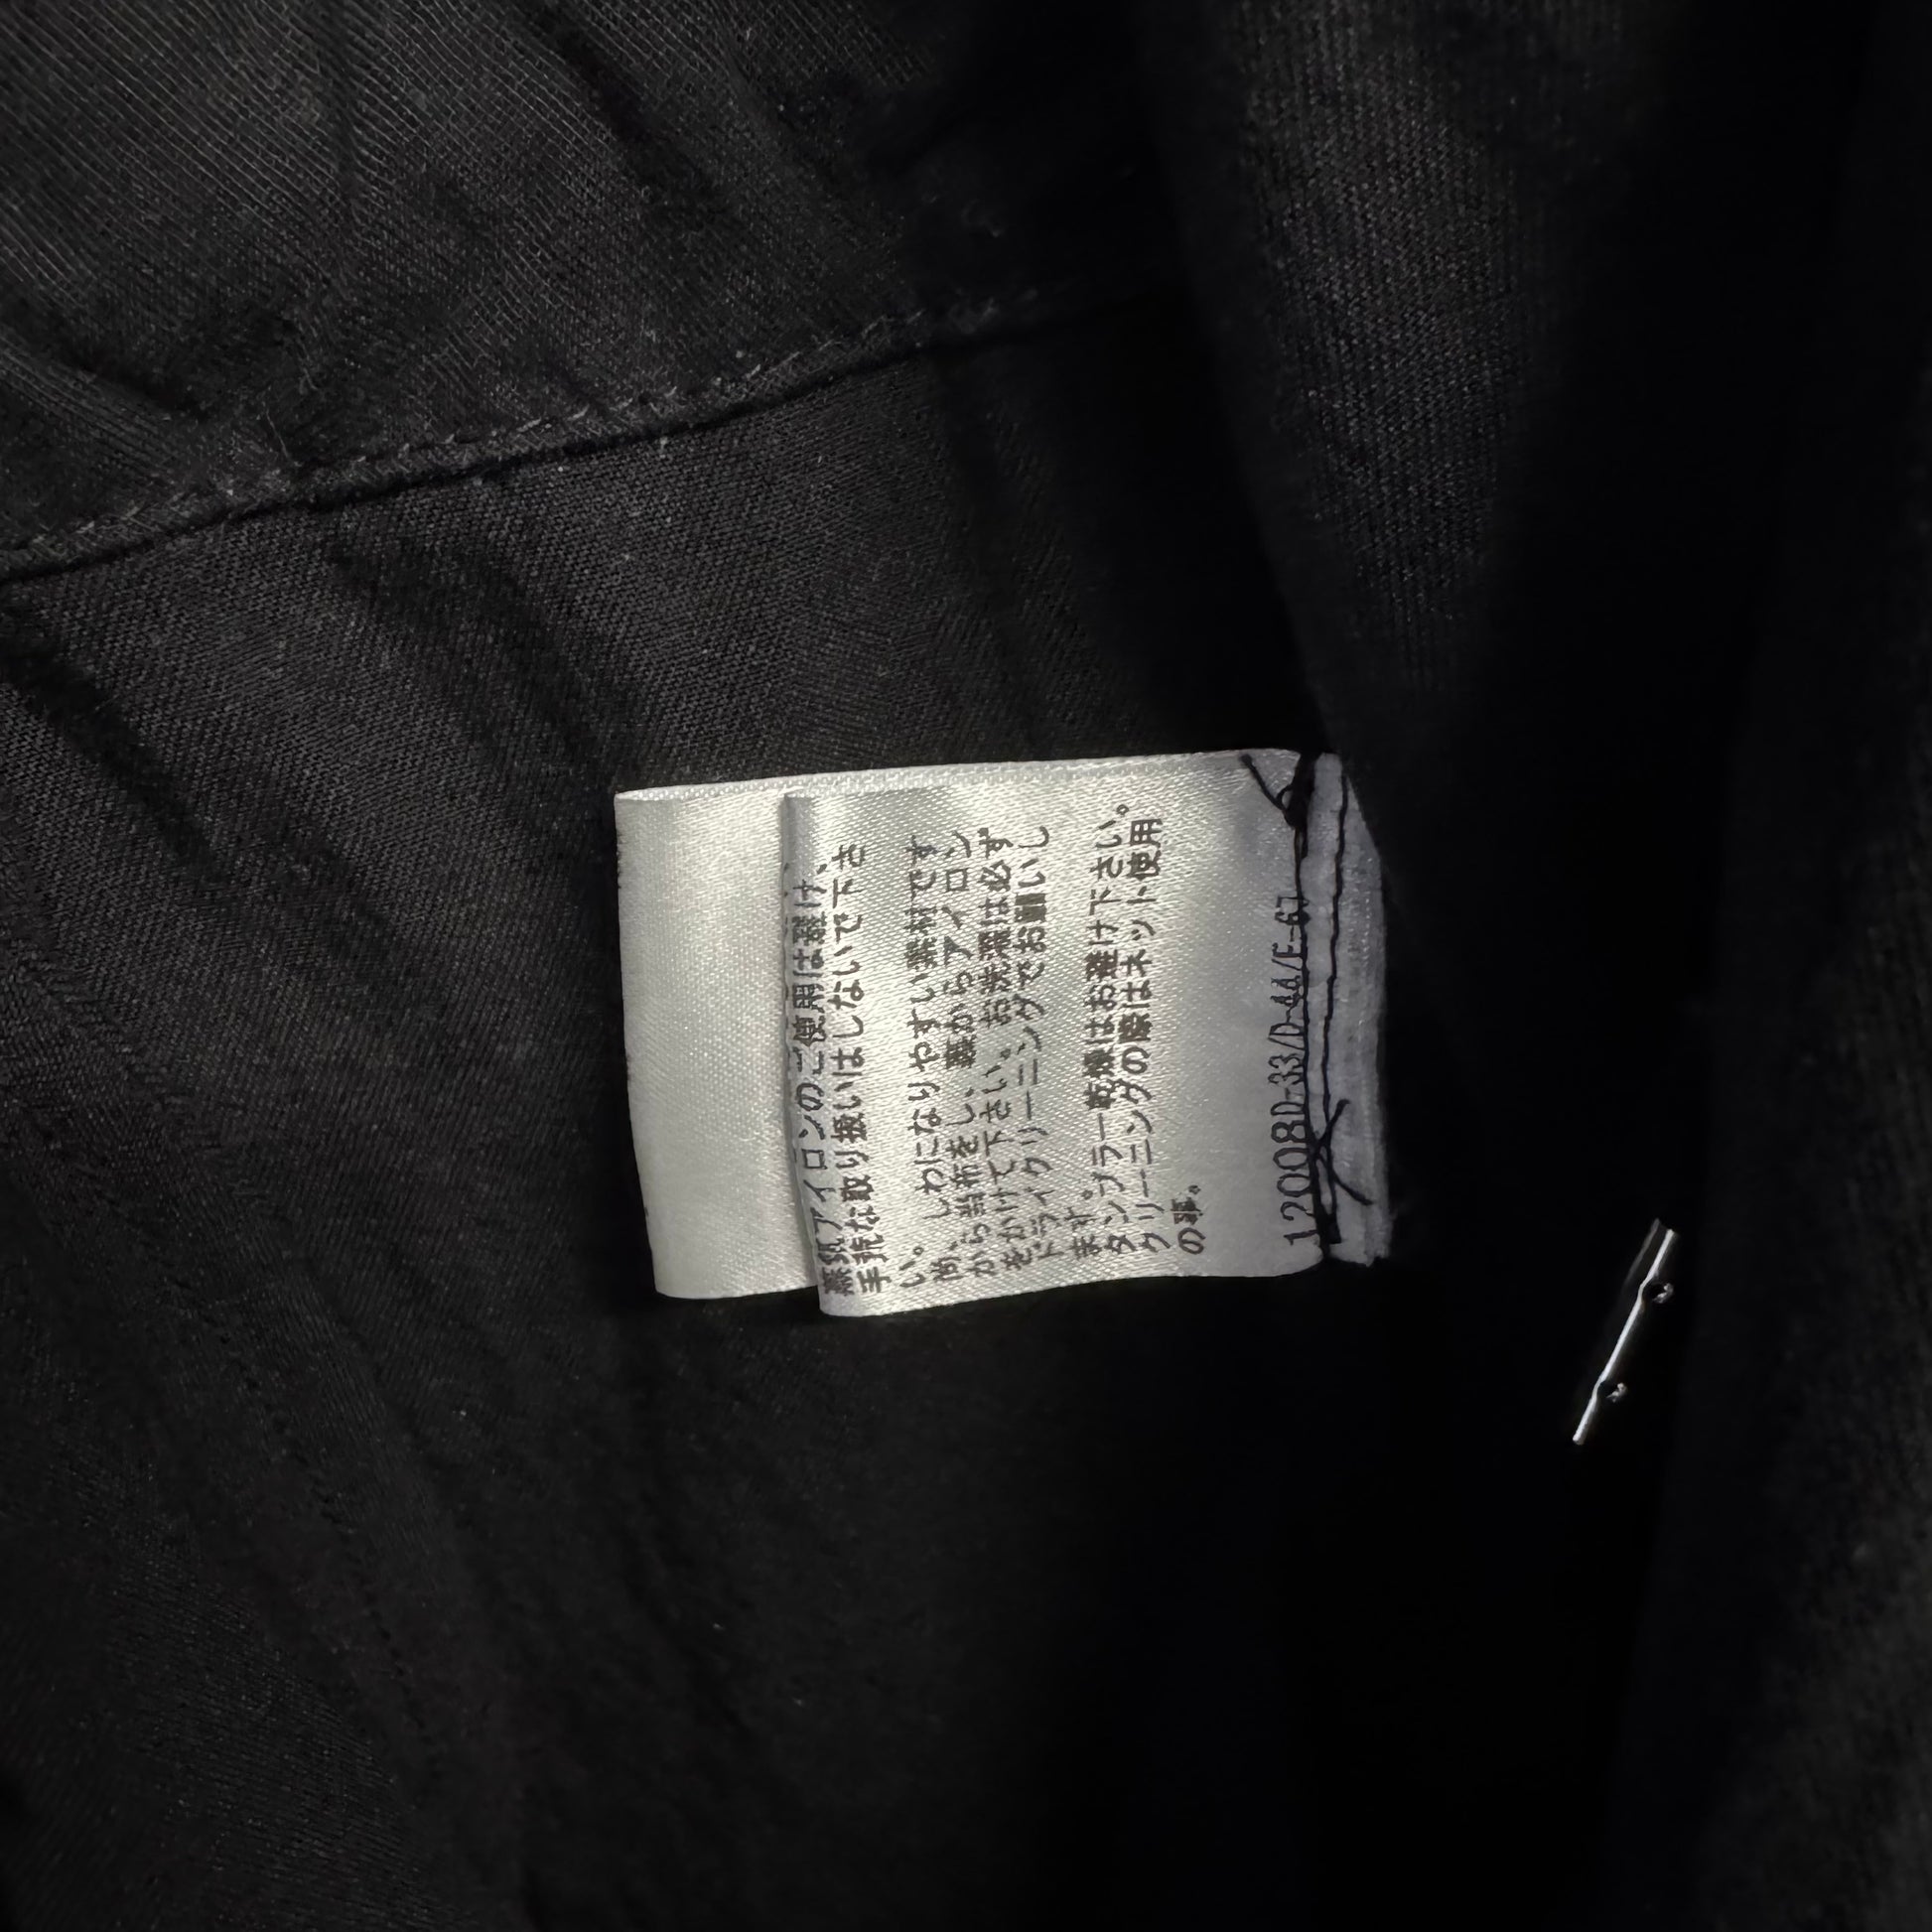 蒸気アイロンのご使用は避け、
手荒な取り扱いはしないで下さ
い。 しわになりやすい素材です
から当布をし、裏からアイロン
をかけて下さい。お洗濯は必ず
ドライクリーニングでお願いし
ます。
タンブラー乾燥はお避け下さい。
クリーニングの際はネット使用
の事。
12008D-33/D-44/E-67